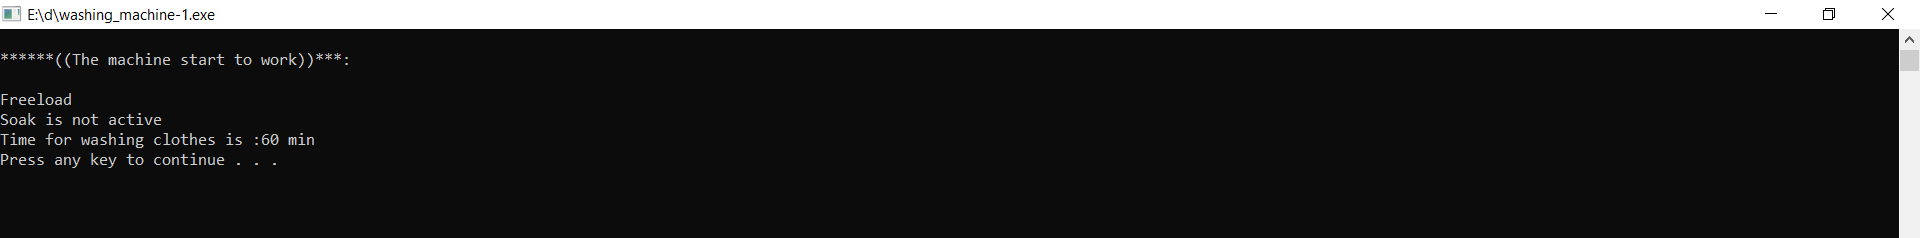 E:\d\washing_machine-1.exe
******((The machine start to work))***:
Freeload
Soak is not active
Time for washing clothes is :60 min
Press any key to continue . . .